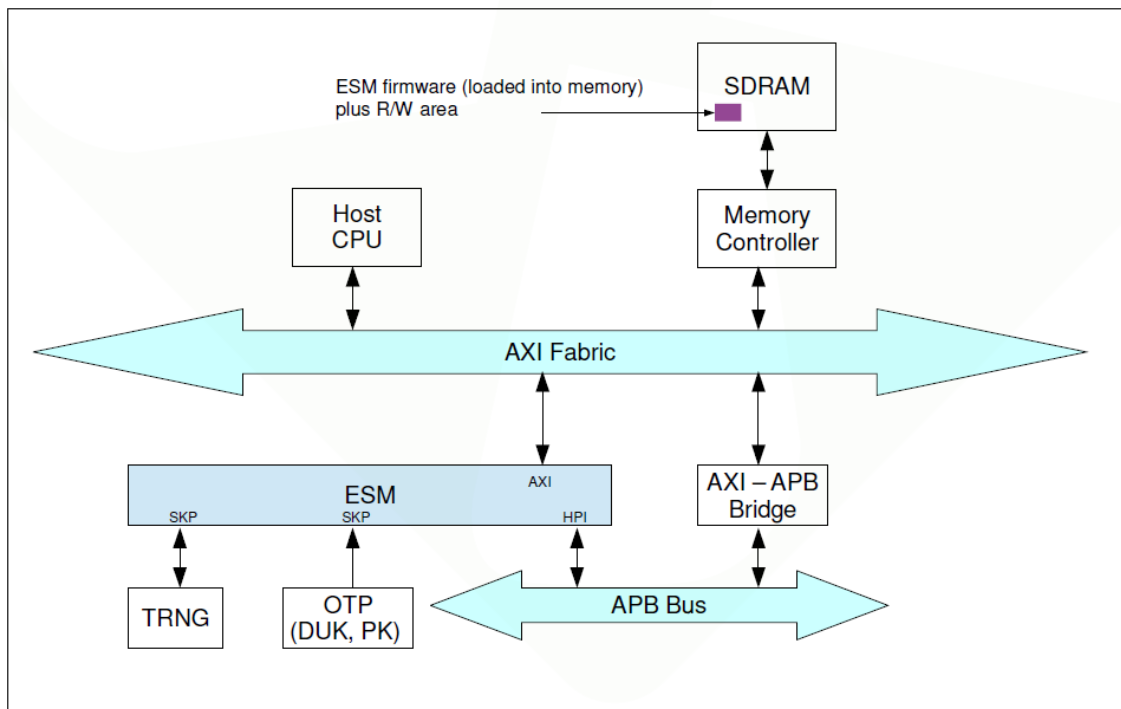 ESM firmware (loaded into memory)
plus R/W area
SDRAM
Host
CPU
Memory
Controller
AXI Fabric
AXI
ESM
SKP
SKP
HPI
AXI – APB
Bridge
TRNG
OTP
(DUK, PK)
APB Bus